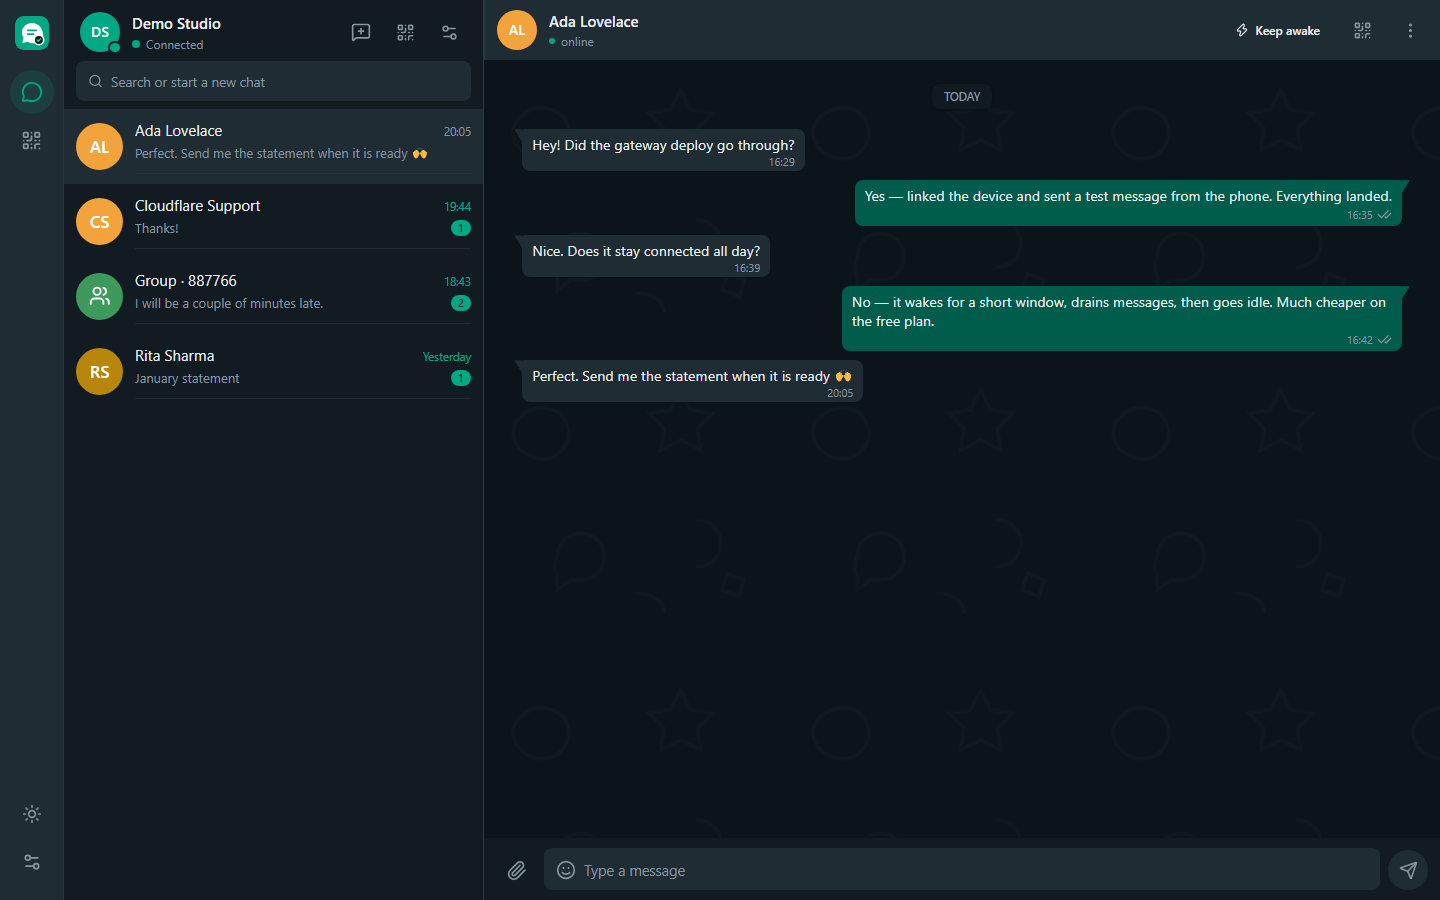 DS
Demo Studio
Connected
Search or start a new chat
AL
Ada Lovelace
20:05
Perfect. Send me the statement when it is ready 🙌
CS
Cloudflare Support
19:44
Thanks!
1
Group · 887766
18:43
I will be a couple of minutes late.
2
RS
Rita Sharma
Yesterday
January statement
1
AL
Ada Lovelace
online
Keep awake
TODAY
Hey! Did the gateway deploy go through?
16:29
Yes — linked the device and sent a test message from the phone. Everything landed.
16:35
Nice. Does it stay connected all day?
16:39
No — it wakes for a short window, drains messages, then goes idle. Much cheaper on
the free plan.
16:42
Perfect. Send me the statement when it is ready 🙌
20:05
Type a message